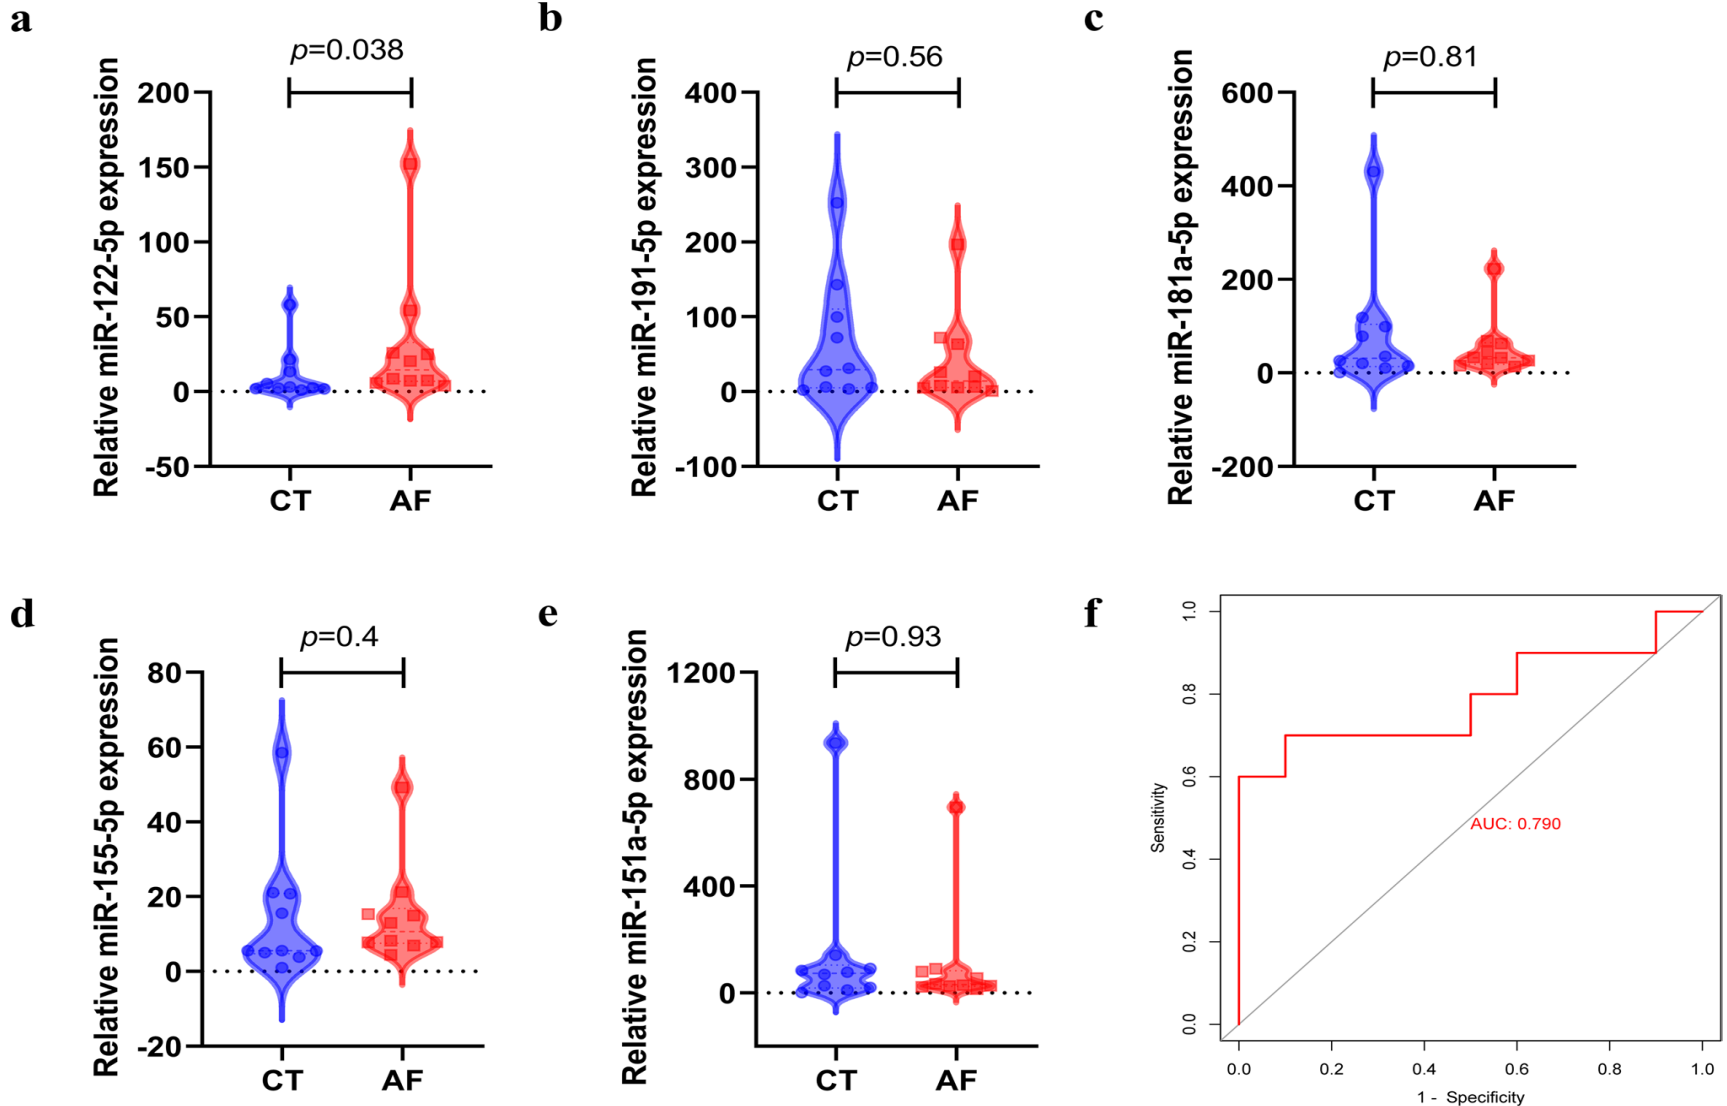 a
p=0.038
Relative miR-122-5p expression
200
150
100
50
0
-50
CT AF
b
p=0.56
Relative miR-191-5p expression
400
300
200
100
0
-100
CT AF
c
p=0.81
Relative miR-181a-5p expression
600
400
200
0
-200
CT AF
d
p=0.4
Relative miR-155-5p expression
80
60
40
20
0
-20
CT AF
e
p=0.93
Relative miR-151a-5p expression
1200
800
400
0
CT AF
f
Sensitivity
1.0
0.8
0.6
0.4
0.2
0.0
AUC: 0.790
0.0 0.2 0.4 0.6 0.8 1.0
1 - Specificity